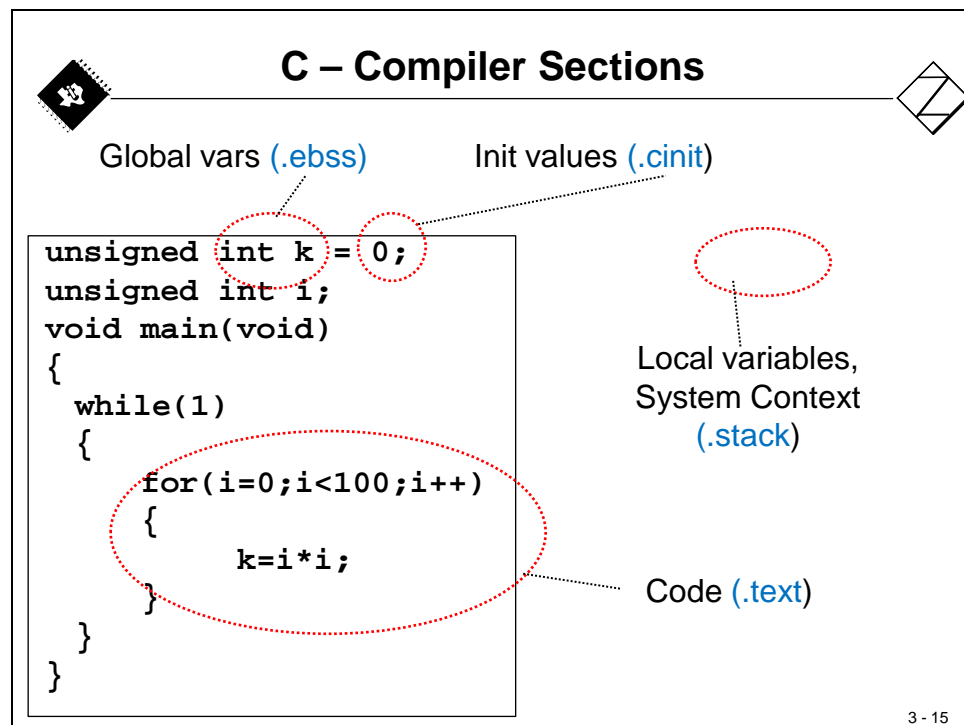 C – Compiler Sections
Global vars (.ebss)
Init values (.cinit)
unsigned int k = 0;
unsigned int i;
void main(void)
{
while(1)
{
for(i=0;i<100;i++)
{
k=i*i;
}
}
}
Local variables,
System Context
(.stack)
Code (.text)
3 - 15